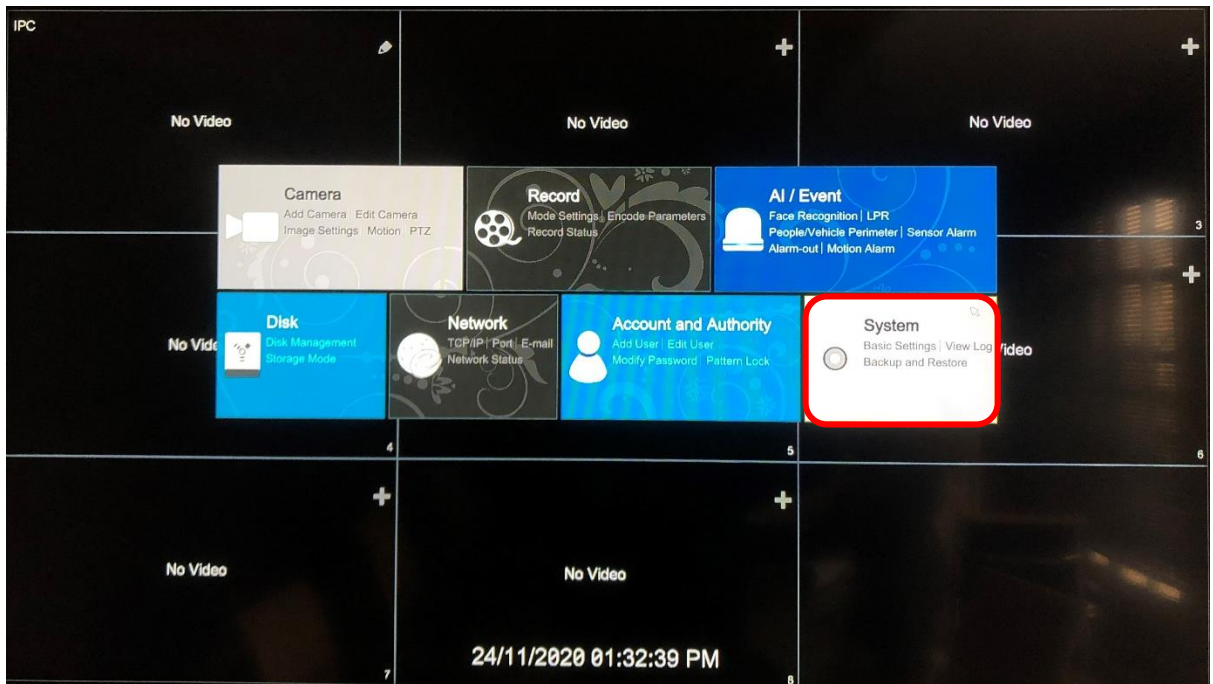 IPC
No Video
No Video
No Video
Camera
Add Camera Edit Camera
Image Settings Motion PTZ
Record
Mode Settings | Encode Parameters
Record Status
AI / Event
Face Recognition | LPR
People/Vehicle Perimeter | Sensor Alarm
Alarm-out | Motion Alarm
3
No Vide
Disk
Disk Management
Storage Mode
Network
TCP/IP | Port | E-mail
Network Status
Account and Authority
Add User | Edit User
Modify Password | Pattern Lock
System
Basic Settings | View Log
Backup and Restore
Video
4
5
6
No Video
No Video
24/11/2020 01:32:39 PM
7
8